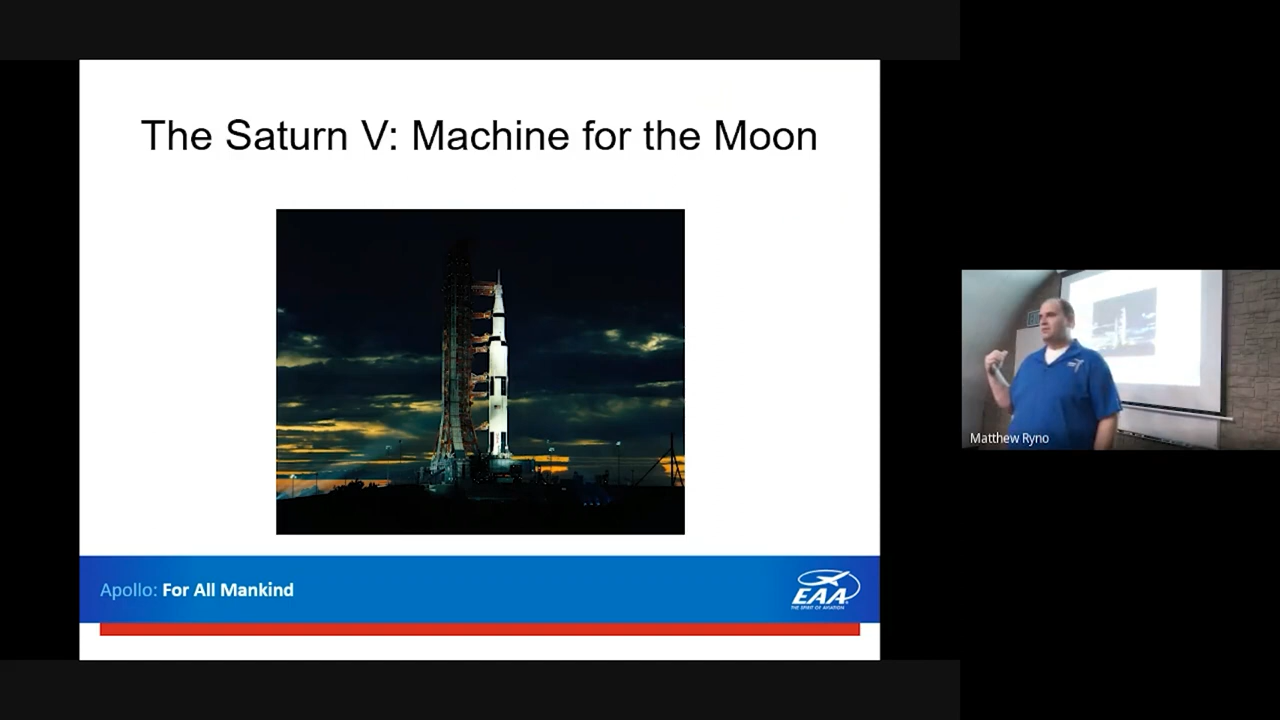 The Saturn V: Machine for the Moon
Apollo: For All Mankind
EAA
THE SPIRIT OF AVIATION
Matthew Ryno